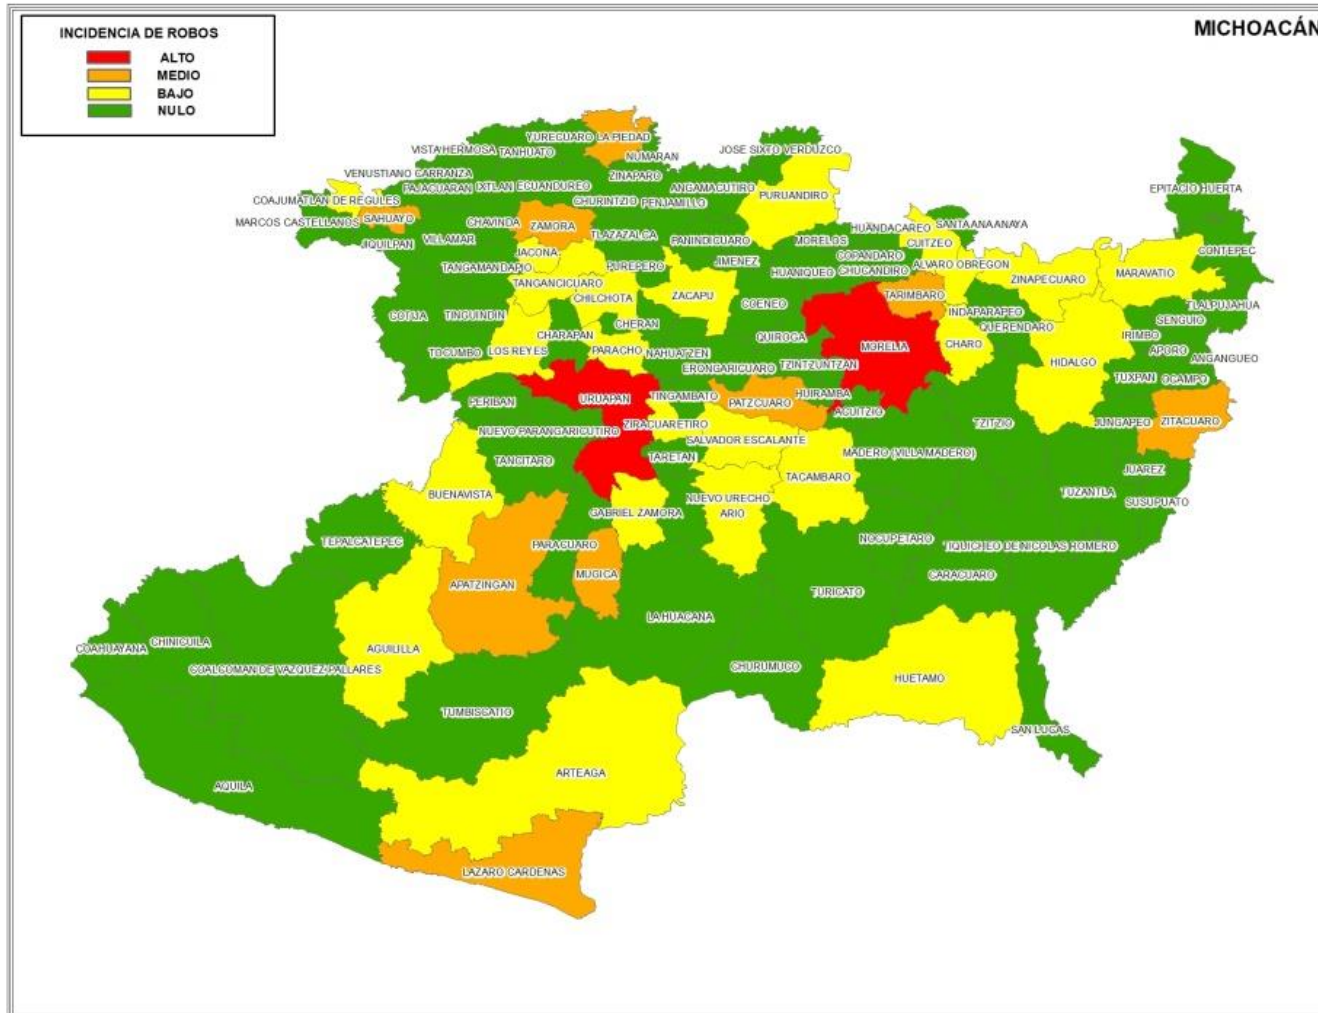 MICHOACÁN
INCIDENCIA DE ROBOS
ALTO
MEDIO
BAJO
NULO
YURECUARO
LA PIEDAD
VISTA HERMOSA
TANHUATO
NUMARAN
JOSE SIXTO VERDUZCO
VENUSTIANO CARRANZA
ZINAPARO
PAJACUARAN
IXTLAN
ECUANDUREO
ANGAMACUTIRO
EPITACIO HUERTA
COAJUMATLAN DE REGULES
CHURINTZIO
PENJAMILLO
PURUANDIRO
MARCOS CASTELLANOS
SAHUAYO
CHAVINDA
ZAMORA
TLAZAZALCA
HUANDACAREO
SANTA ANA ANAYA
JIQUILPAN
VILLAMAR
PANINDICUARO
MORELOS
CUITZEO
CONTEPEC
JACONA
PUREPERO
JIMENEZ
COPANDARO
ALVARO OBREGON
TANGAMANDAPIO
HUANIQUEO
CHUCANDIRO
ZINAPECUARO
MARAVATIO
TANGANCICUARO
CHILCHOTA
ZACAPU
TARIMBARO
COTIJA
TINGUINDIN
COENEO
INDAPARAPEO
TLALPUJAHUA
CHERAN
QUERENDARO
SENGUIO
CHARAPAN
QUIROGA
IRIMBO
TOCUMBO
LOS REYES
PARACHO
NAHUATZEN
MORELIA
CHARO
APORO
ANGANGUEO
ERONGARICUARO
TZINTZUNTZAN
HIDALGO
TUXPAN
OCAMPO
PERIBAN
URUAPAN
TINGAMBATO
PATZCUARO
HUIRAMBA
ACUITZIO
NUEVO PARANGARICUTIRO
ZIRACUARETIRO
TZITZIO
JUNGAPEO
ZITACUARO
SALVADOR ESCALANTE
TANCITARO
TARETAN
MADERO (VILLA MADERO)
JUAREZ
TACAMBARO
BUENAVISTA
NUEVO URECHO
TUZANTLA
SUSUPUATO
GABRIEL ZAMORA
ARIO
TEPALCATEPEC
PARACUARO
NOCUPETARO
TIQUICHEO DE NICOLAS ROMERO
APATZINGAN
MUGICA
CARACUARO
TURICATO
LA HUACANA
CHINICUILA
COAHUAYANA
AGUILILLA
COALCOMAN DE VAZQUEZ PALLARES
CHURUMUCO
HUETAMO
TUMBISCATIO
SAN LUCAS
ARTEAGA
AQUILA
LAZARO CARDENAS